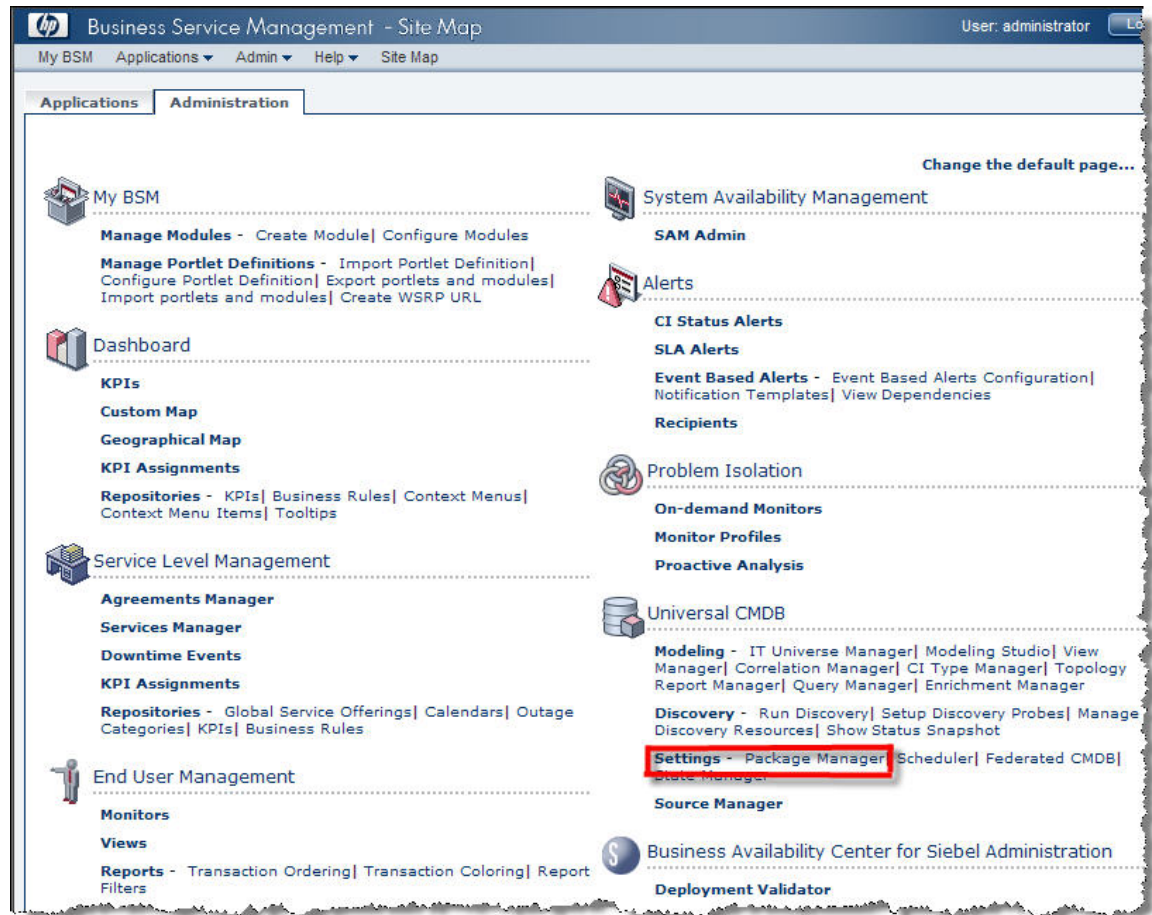 hp Business Service Management - Site Map
User: administrator
My BSM Applications Admin Help Site Map
Applications Administration
Change the default page...
My BSM
Manage Modules - Create Module| Configure Modules
Manage Portlet Definitions - Import Portlet Definition|
Configure Portlet Definition| Export portlets and modules|
Import portlets and modules| Create WSRP URL
Dashboard
KPIs
Custom Map
Geographical Map
KPI Assignments
Repositories - KPIs| Business Rules| Context Menus|
Context Menu Items| Tooltips
Service Level Management
Agreements Manager
Services Manager
Downtime Events
KPI Assignments
Repositories - Global Service Offerings| Calendars| Outage
Categories| KPIs| Business Rules
End User Management
Monitors
Views
Reports - Transaction Ordering| Transaction Coloring| Report
Filters
System Availability Management
SAM Admin
Alerts
CI Status Alerts
SLA Alerts
Event Based Alerts - Event Based Alerts Configuration|
Notification Templates| View Dependencies
Recipients
Problem Isolation
On-demand Monitors
Monitor Profiles
Proactive Analysis
Universal CMDB
Modeling - IT Universe Manager| Modeling Studio| View
Manager| Correlation Manager| CI Type Manager| Topology
Report Manager| Query Manager| Enrichment Manager
Discovery - Run Discovery| Setup Discovery Probes| Manage
Discovery Resources| Show Status Snapshot
Settings - Package Manager| Scheduler| Federated CMDB|
State Manager
Source Manager
Business Availability Center for Siebel Administration
Deployment Validator